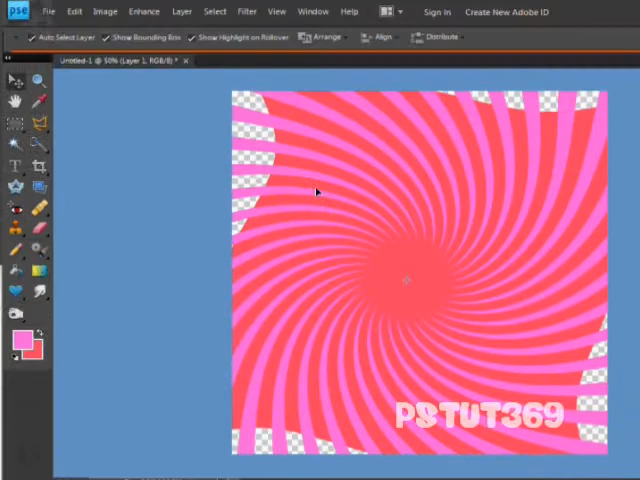 pse File Edit Image Enhance Layer Select Filter View Window Help Sign In Create New Adobe ID
Auto Select Layer Show Bounding Box Show Highlight on Rollover Arrange Align Distribute
Untitled-1 @ 50% (Layer 1, RGB/8) * ×
T
PSTUT369